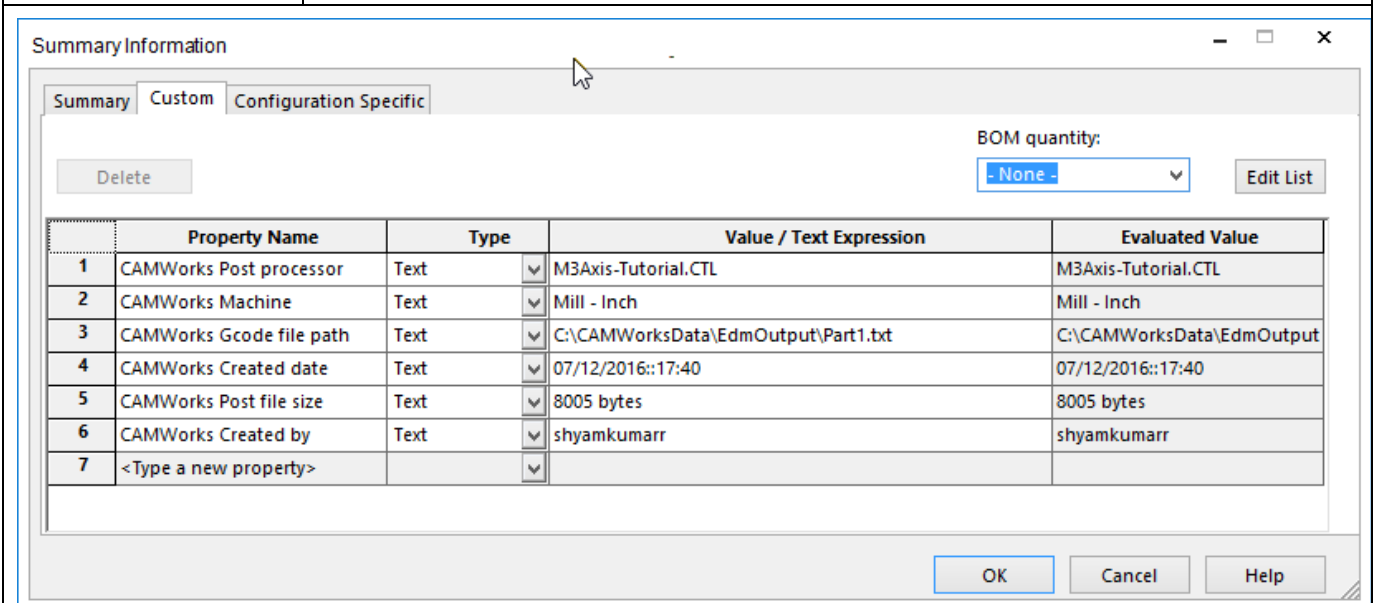 Summary Information
Summary Custom Configuration Specific
BOM quantity:
Delete - None - Edit List
Property Name Type Value / Text Expression Evaluated Value
1 CAMWorks Post processor Text M3Axis-Tutorial.CTL M3Axis-Tutorial.CTL
2 CAMWorks Machine Text Mill - Inch Mill - Inch
3 CAMWorks Gcode file path Text C:\CAMWorksData\EdmOutput\Part1.txt C:\CAMWorksData\EdmOutput
4 CAMWorks Created date Text 07/12/2016::17:40 07/12/2016::17:40
5 CAMWorks Post file size Text 8005 bytes 8005 bytes
6 CAMWorks Created by Text shyamkumarr shyamkumarr
7 <Type a new property>
OK Cancel Help